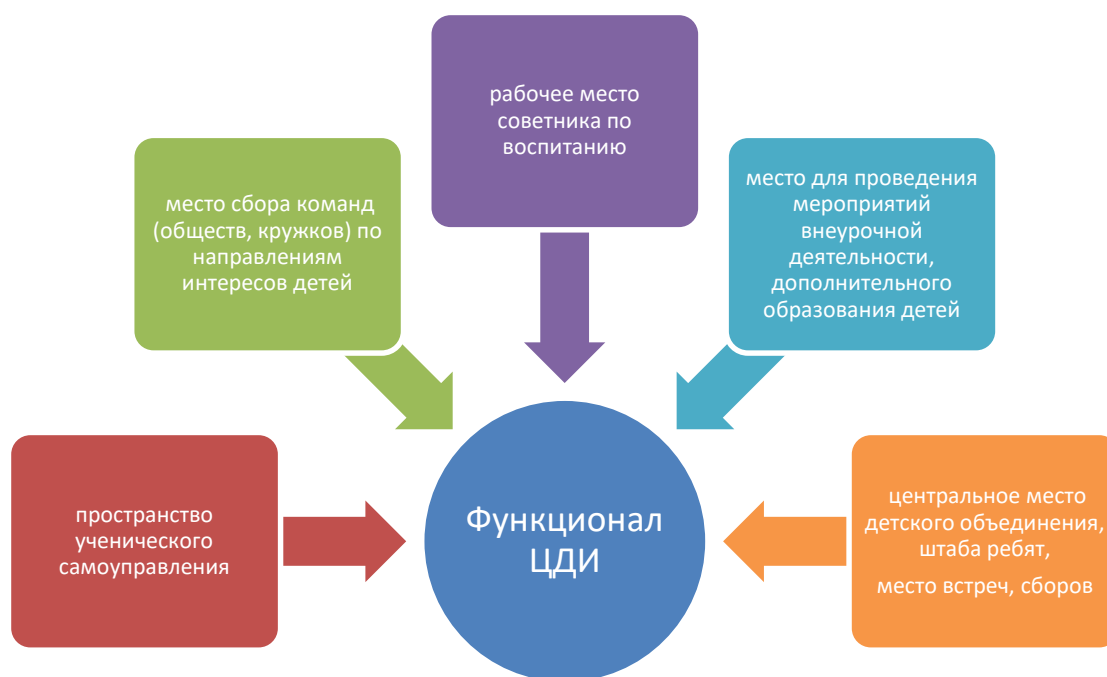 рабочее место
советника по
воспитанию
место сбора команд
(обществ, кружков) по
направлениям
интересов детей
место для проведения
мероприятий
внеурочной
деятельности,
дополнительного
образования детей
пространство
ученического
самоуправления
Функционал
ЦДИ
центральное место
детского объединения,
штаба ребят,
место встреч, сборов